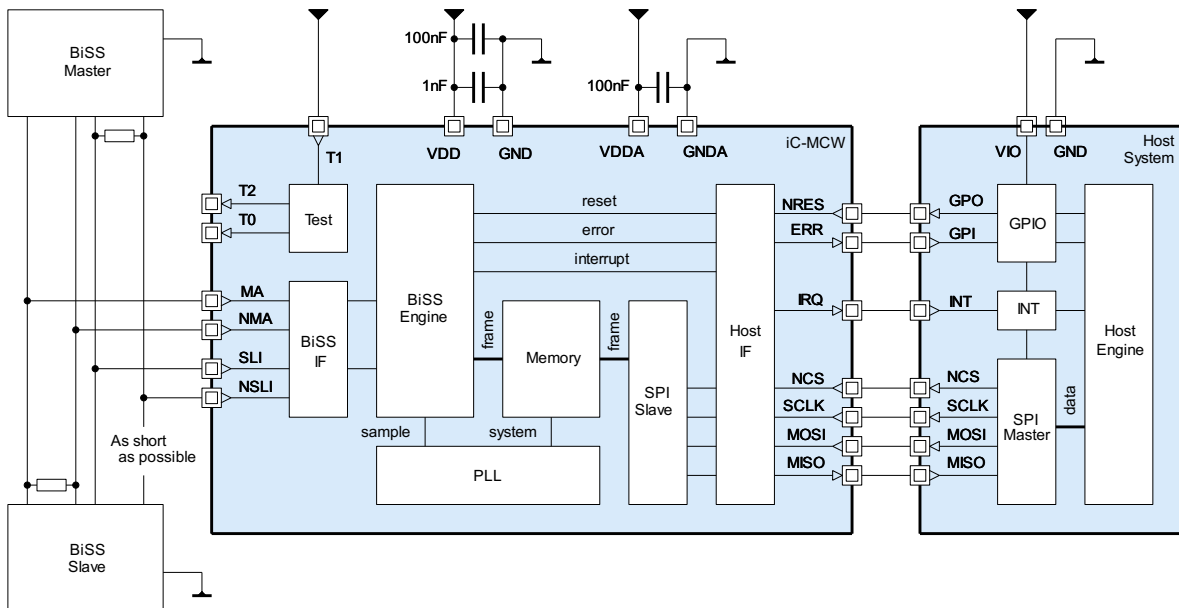 BiSS
Master
100nF
1nF
100nF
T1
VDD
GND
VDDA
GNDA
iC-MCW
VIO
GND
Host
System
T2
T0
Test
reset
error
interrupt
NRES
ERR
GPO
GPI
GPIO
MA
NMA
SLI
NSLI
BiSS
IF
BiSS
Engine
frame
Memory
frame
SPI
Slave
Host
IF
IRQ
INT
INT
Host
Engine
NCS
SCLK
MOSI
MISO
NCS
SCLK
MOSI
MISO
SPI
Master
data
sample
system
PLL
As short
as possible
BiSS
Slave